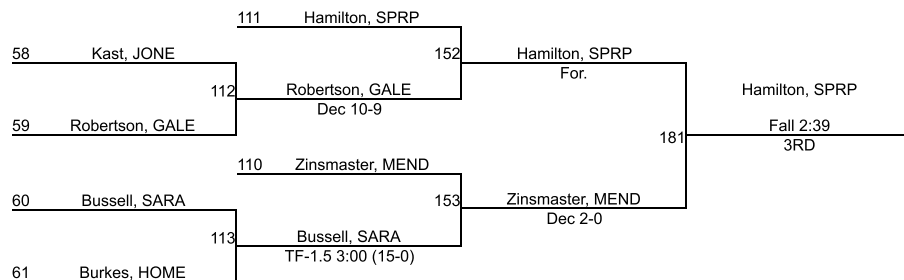 111 Hamilton, SPRP
58 Kast, JONE
152 Hamilton, SPRP
For.
112 Robertson, GALE
Dec 10-9
Hamilton, SPRP
59 Robertson, GALE
Fall 2:39
181
3RD
110 Zinsmaster, MEND
60 Bussell, SARA
153 Zinsmaster, MEND
Dec 2-0
113 Bussell, SARA
TF-1.5 3:00 (15-0)
61 Burkes, HOME